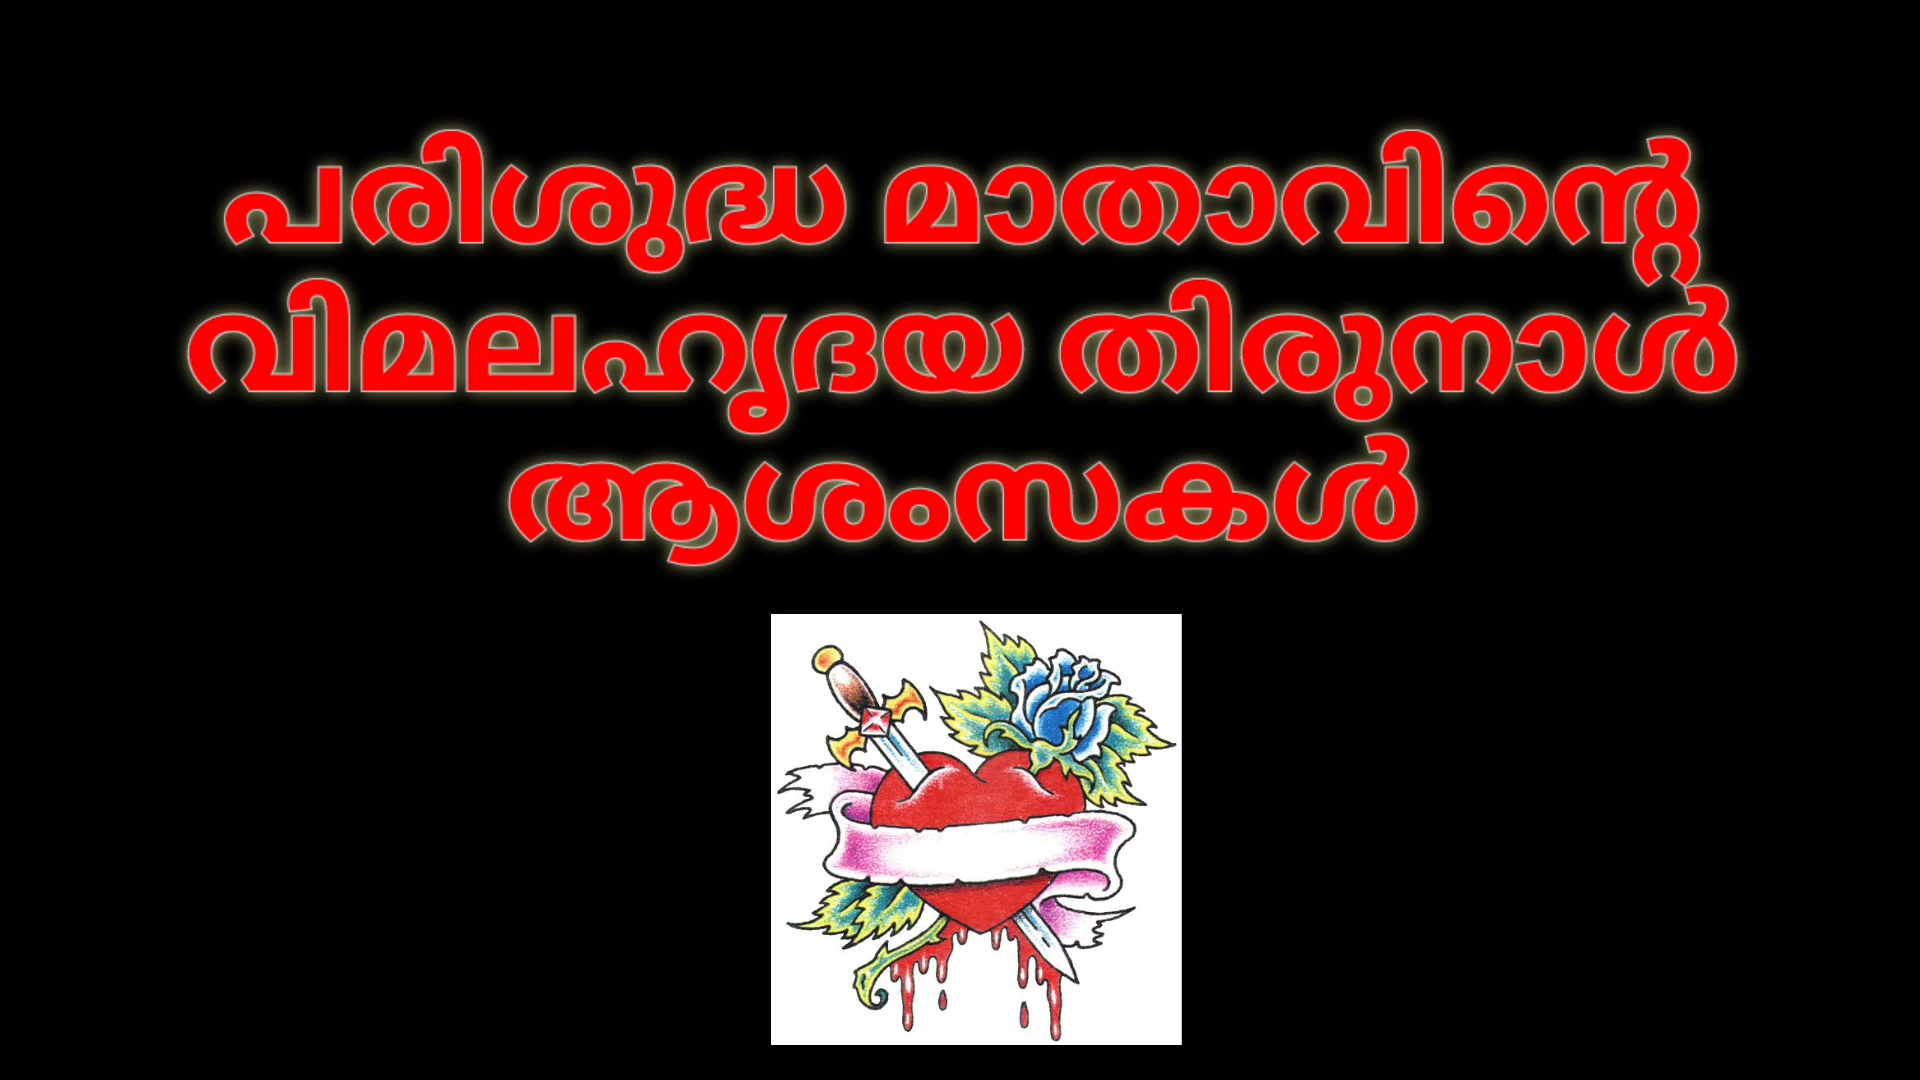 പരിശുദ്ധ മാതാവിന്റെ
വിമലഹൃദയ തിരുനാൾ
ആശംസകൾ